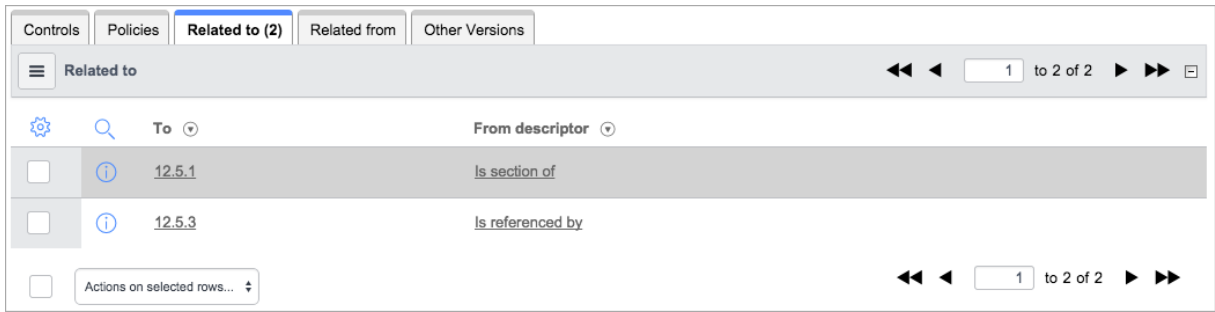 Controls Policies Related to (2) Related from Other Versions
Related to 1 to 2 of 2
To From descriptor
12.5.1 Is section of
12.5.3 Is referenced by
Actions on selected rows... 1 to 2 of 2